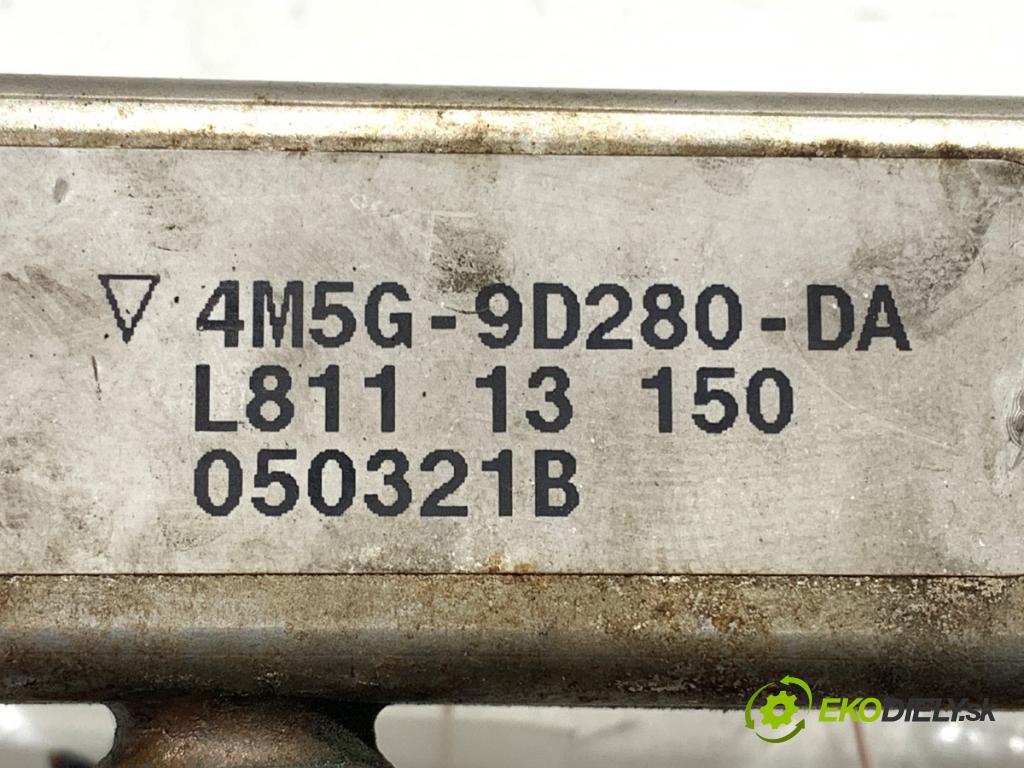 ▽ 4M5G-9D280-DA
L811 13 150
050321B
EKODIELY.SK